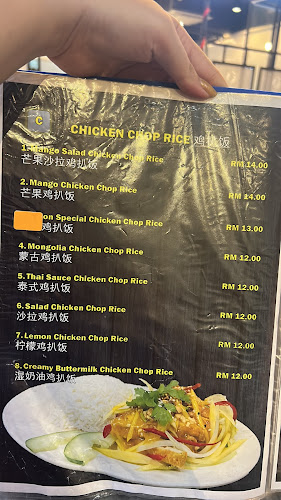 C
CHICKEN CHOP RICE 鸡扒饭
1. Mango Salad Chicken Chop Rice
芒果沙拉鸡扒饭
RM 14.00
2. Mango Chicken Chop Rice
芒果鸡扒饭
RM 14.00
on Special Chicken Chop Rice
鸡扒饭
RM 13.00
4. Mongolia Chicken Chop Rice
蒙古鸡扒饭
RM 12.00
5. Thai Sauce Chicken Chop Rice
泰式鸡扒饭
RM 12.00
6. Salad Chicken Chop Rice
沙拉鸡扒饭
RM 12.00
7. Lemon Chicken Chop Rice
柠檬鸡扒饭
RM 12.00
8. Creamy Buttermilk Chicken Chop Rice
湿奶油鸡扒饭
RM 12.00